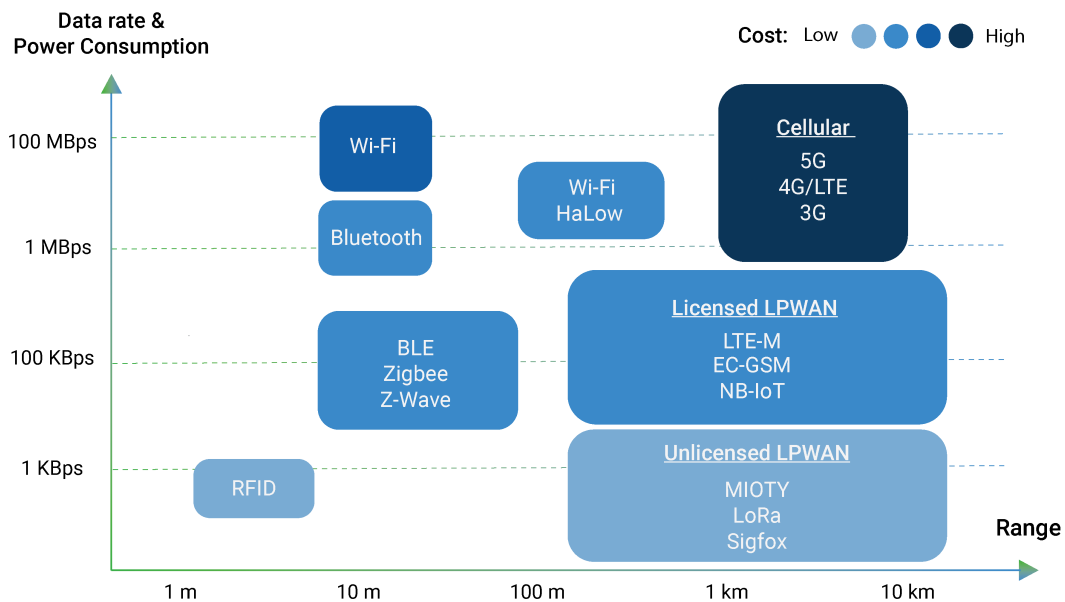 Data rate &
Power Consumption
Cost: Low High
100 MBps
1 MBps
100 KBps
1 KBps
Wi-Fi
Bluetooth
Wi-Fi
HaLow
Cellular
5G
4G/LTE
3G
BLE
Zigbee
Z-Wave
Licensed LPWAN
LTE-M
EC-GSM
NB-IoT
RFID
Unlicensed LPWAN
MIOTY
LoRa
Sigfox
Range
1 m
10 m
100 m
1 km
10 km